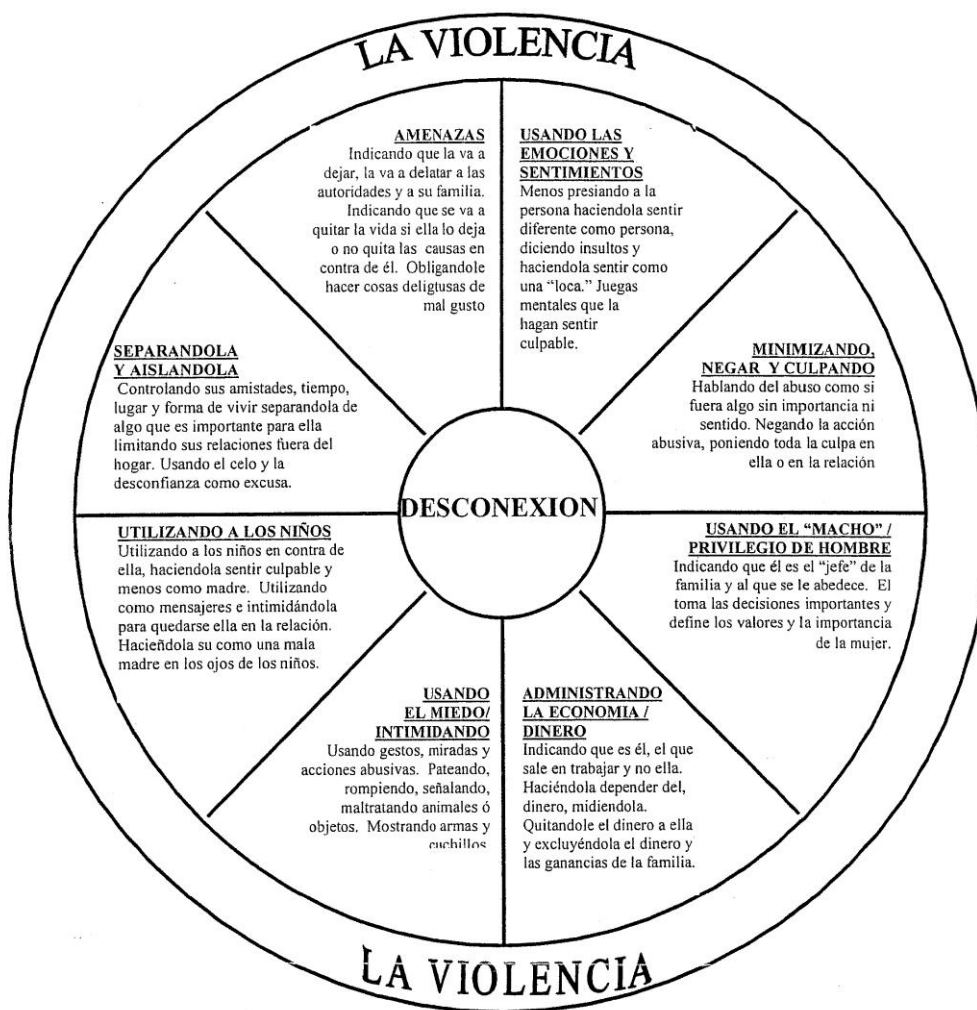 LA VIOLENCIA
AMENAZAS
Indicando que la va a
dejar, la va a delatar a las
autoridades y a su familia.
Indicando que se va a
quitar la vida si ella lo deja
o no quita las causas en
contra de él. Obligandole
hacer cosas deligtusas de
mal gusto
USANDO LAS
EMOCIONES Y
SENTIMIENTOS
Menos presiando a la
persona haciendola sentir
diferente como persona,
diciendo insultos y
haciendola sentir como
una “loca.” Juegas
mentales que la
hagan sentir
culpable.
SEPARANDOLA
Y AISLANDOLA
Controlando sus amistades, tiempo,
lugar y forma de vivir separandola de
algo que es importante para ella
limitando sus relaciones fuera del
hogar. Usando el celo y la
desconfianza como excusa.
MINIMIZANDO,
NEGAR Y CULPANDO
Hablando del abuso como si
fuera algo sin importancia ni
sentido. Negando la acción
abusiva, poniendo toda la culpa en
ella o en la relación
DESCONEXION
UTILIZANDO A LOS NIÑOS
Utilizando a los niños en contra de
ella, haciendola sentir culpable y
menos como madre. Utilizando
como mensajeres e intimidándola
para quedarse ella en la relación.
Hacieñdola su como una mala
madre en los ojos de los niños.
USANDO EL “MACHO” /
PRIVILEGIO DE HOMBRE
Indicando que él es el “jefe” de la
familia y al que se le abedece. El
toma las decisiones importantes y
define los valores y la importancia
de la mujer.
USANDO
EL MIEDO/
INTIMIDANDO
Usando gestos, miradas y
acciones abusivas. Pateando,
rompiendo, señalando,
maltratando animales ó
objetos. Mostrando armas y
cuchillos
ADMINISTRANDO
LA ECONOMIA /
DINERO
Indicando que es él, el que
sale en trabajar y no ella.
Haciéndola depender del,
dinero, midiendola.
Quitandole el dinero a ella
y excluyéndola el dinero y
las ganancias de la familia.
LA VIOLENCIA